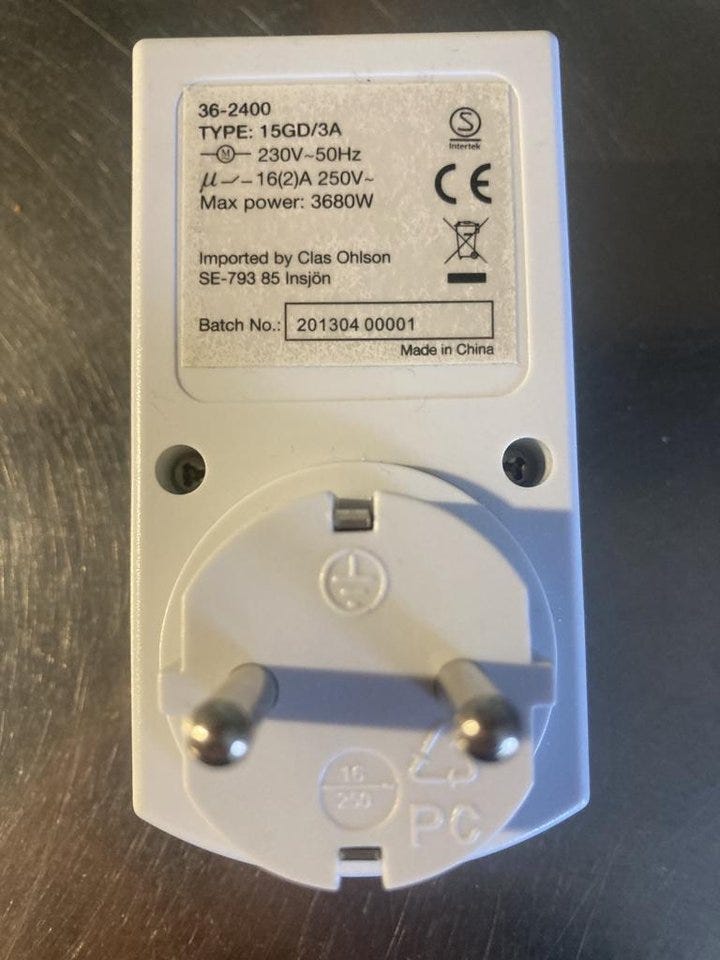 36-2400
TYPE: 15GD/3A
M 230V~50Hz
µ 16(2)A 250V~
Max power: 3680W
S
Intertek
CE
Imported by Clas Ohlson
SE-793 85 Insjön
Batch No.: 201304 00001
Made in China
16
250
PC